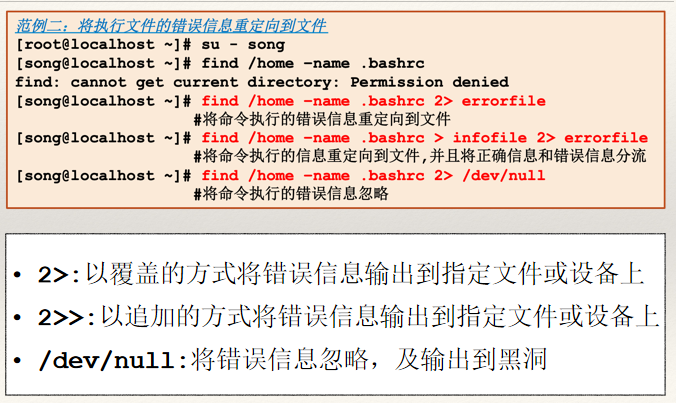 范例二：将执行文件的错误信息重定向到文件
[root@localhost ~]# su - song
[song@localhost ~]# find /home -name .bashrc
find: cannot get current directory: Permission denied
[song@localhost ~]# find /home -name .bashrc 2> errorfile
#将命令执行的错误信息重定向到文件
[song@localhost ~]# find /home -name .bashrc > infofile 2> errorfile
#将命令执行的信息重定向到文件,并且将正确信息和错误信息分流
[song@localhost ~]# find /home -name .bashrc 2> /dev/null
#将命令执行的错误信息忽略
• 2>:以覆盖的方式将错误信息输出到指定文件或设备上
• 2>>:以追加的方式将错误信息输出到指定文件或设备上
• /dev/null:将错误信息忽略，及输出到黑洞